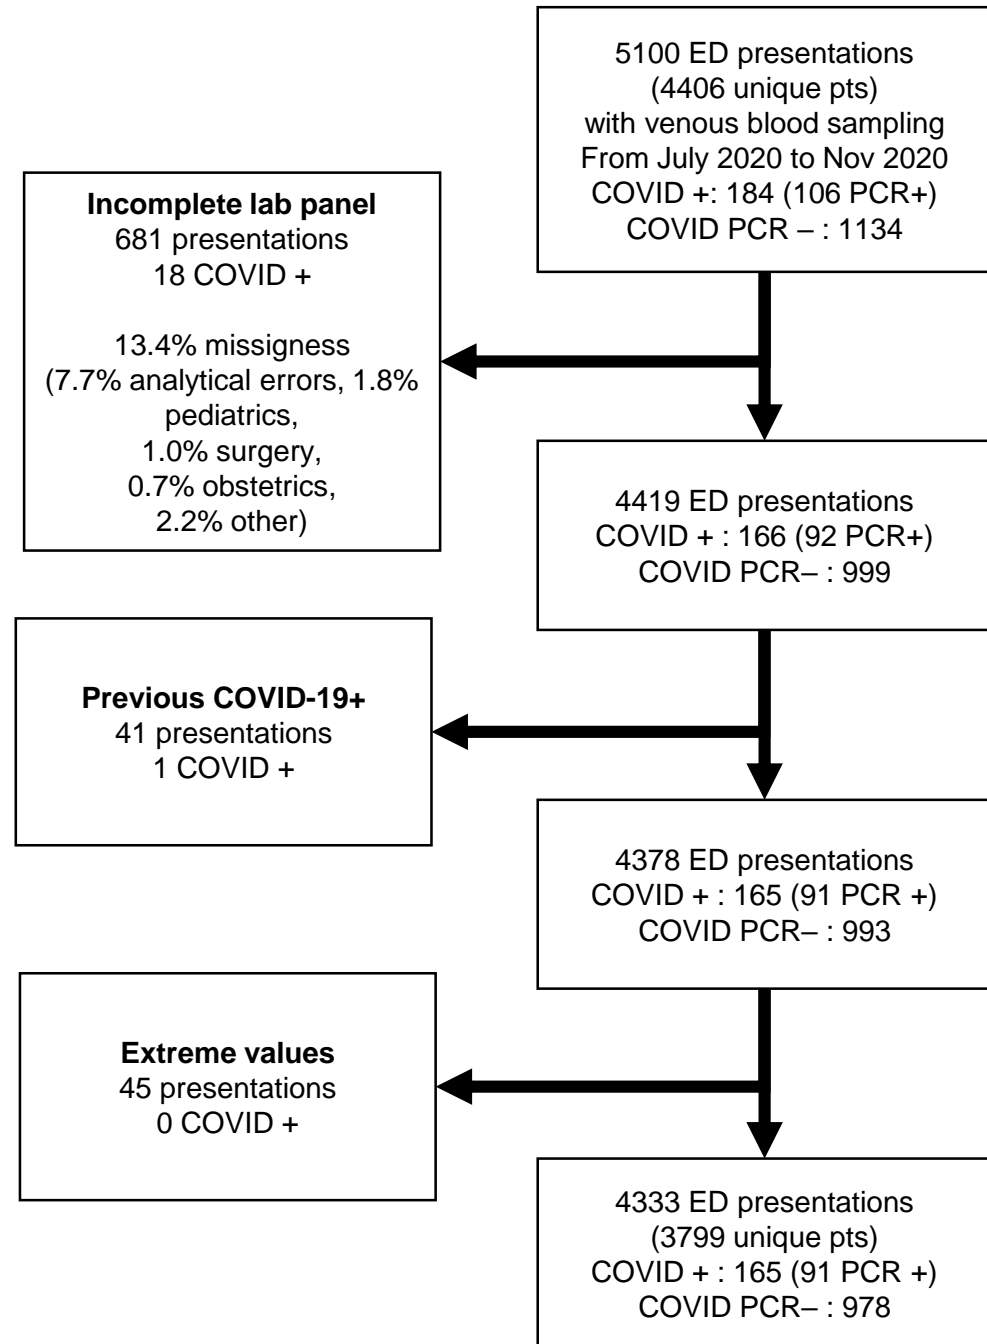 5100 ED presentations
(4406 unique pts)
with venous blood sampling
From July 2020 to Nov 2020
COVID +: 184 (106 PCR+)
COVID PCR – : 1134
Incomplete lab panel
681 presentations
18 COVID +
13.4% missigness
(7.7% analytical errors, 1.8%
pediatrics,
1.0% surgery,
0.7% obstetrics,
2.2% other)
4419 ED presentations
COVID + : 166 (92 PCR+)
COVID PCR– : 999
Previous COVID-19+
41 presentations
1 COVID +
4378 ED presentations
COVID + : 165 (91 PCR +)
COVID PCR– : 993
Extreme values
45 presentations
0 COVID +
4333 ED presentations
(3799 unique pts)
COVID + : 165 (91 PCR +)
COVID PCR– : 978